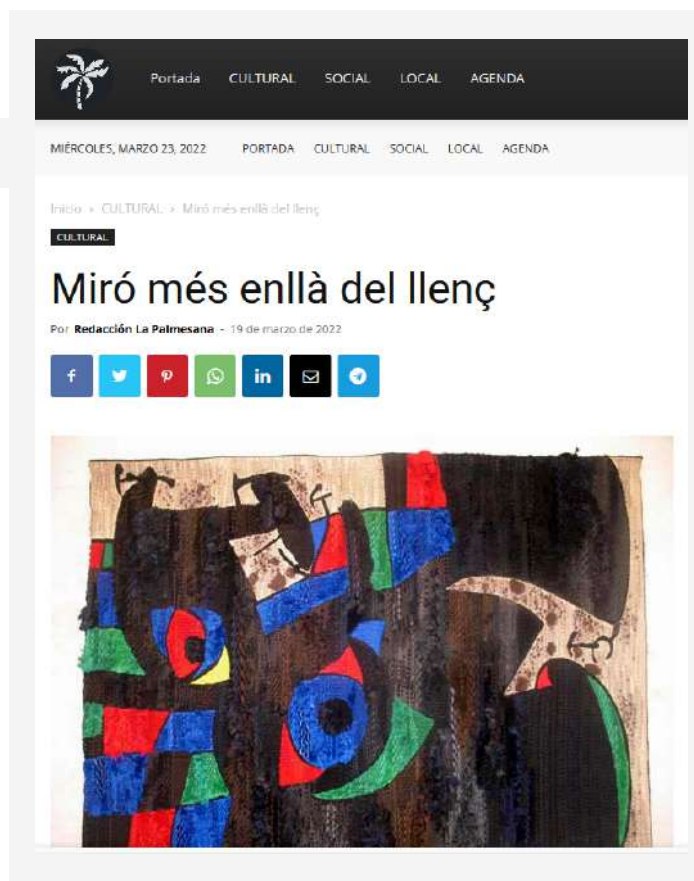 Portada CULTURAL SOCIAL LOCAL AGENDA
MIÉRCOLES, MARZO 23, 2022 PORTADA CULTURAL SOCIAL LOCAL AGENDA
Inicio › CULTURAL › Miró més enllà del llenç
CULTURAL
Miró més enllà del llenç
Por Redacción La Palmesana - 19 de marzo de 2022